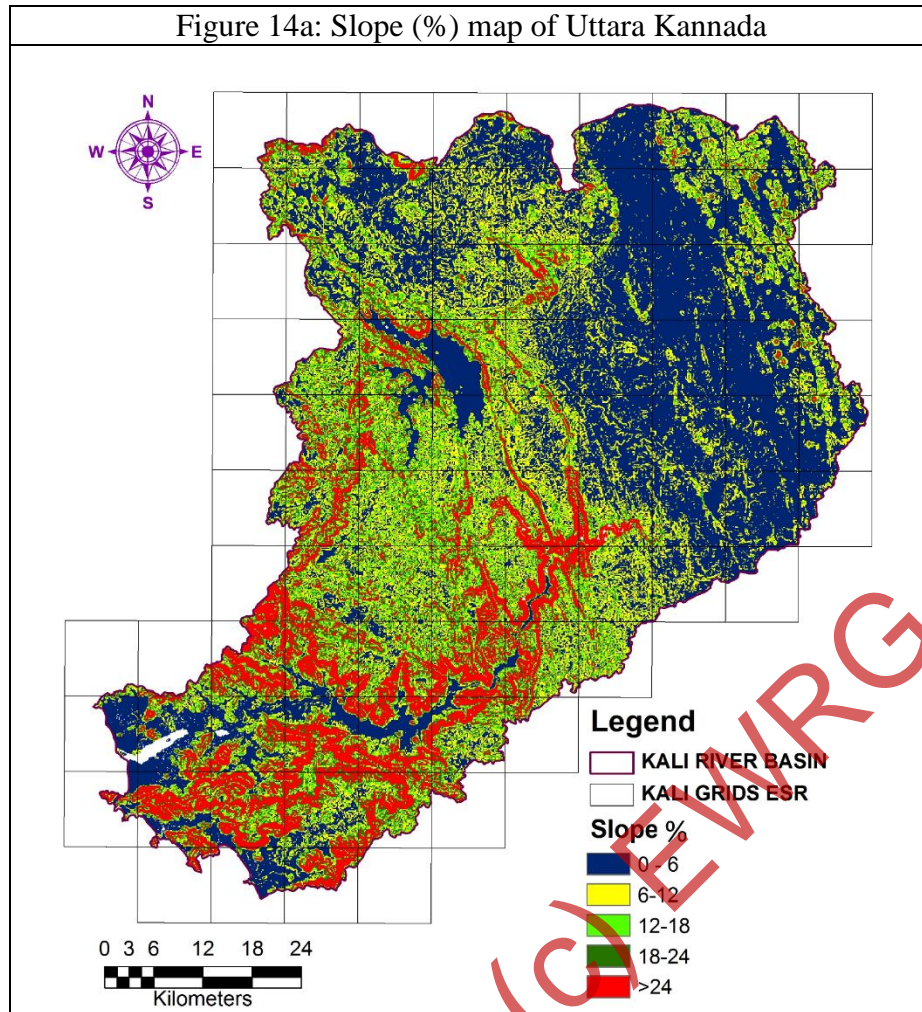 Figure 14a: Slope (%) map of Uttara Kannada
N
W E
S
Legend
KALI RIVER BASIN
KALI GRIDS ESR
Slope %
0 - 6
6-12
12-18
18-24
>24
0 3 6 12 18 24
Kilometers
(c) EWRG